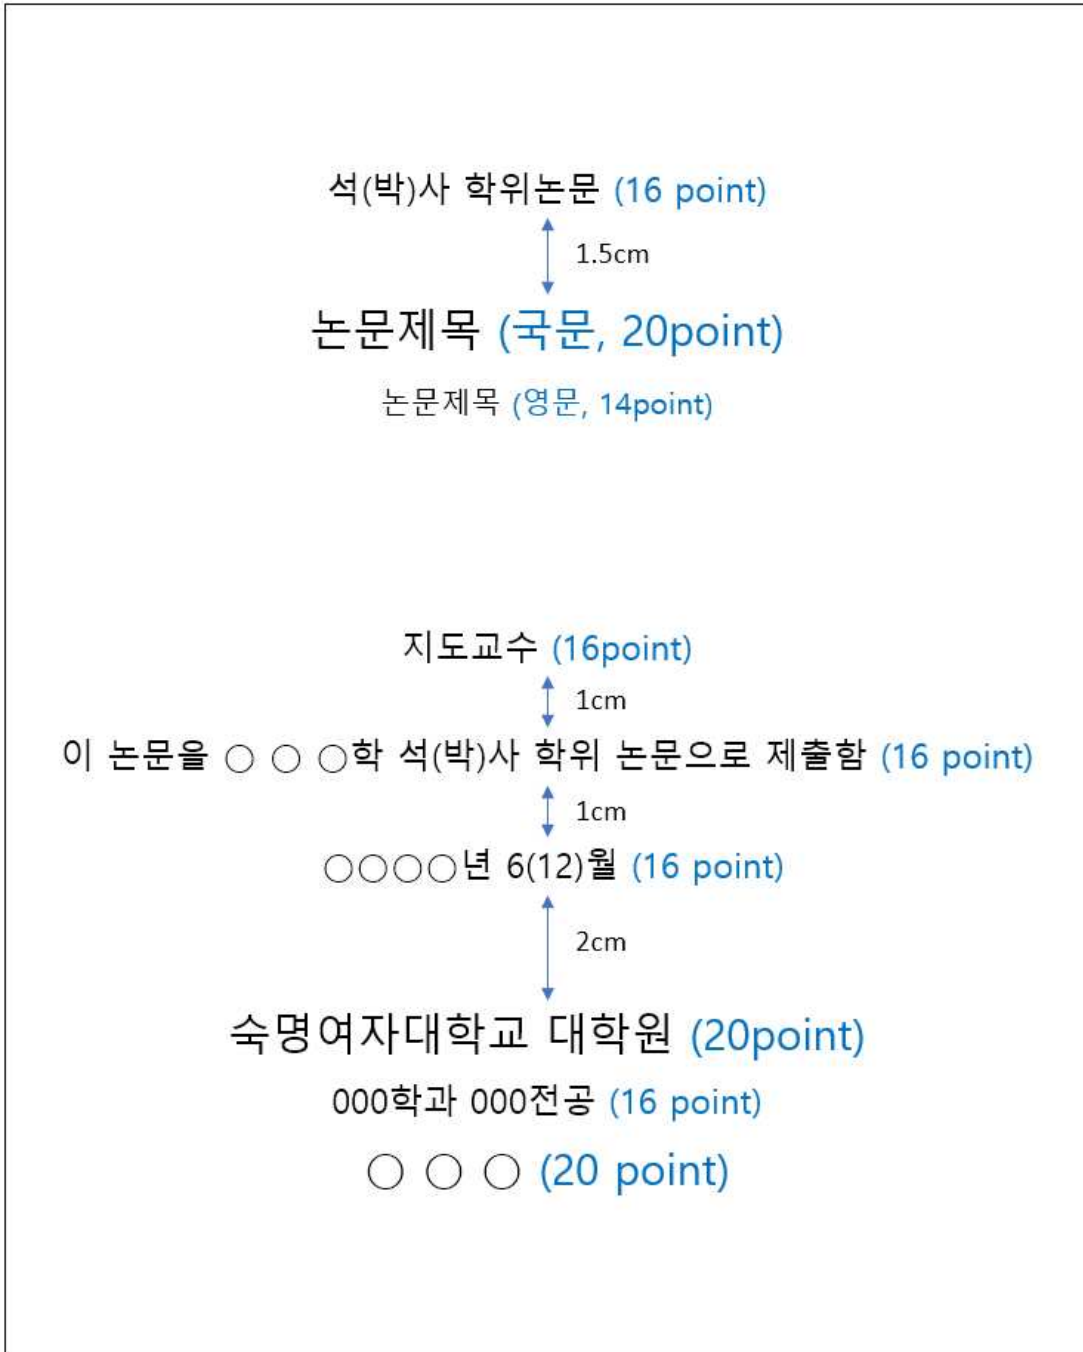 석(박)사 학위논문 (16 point)
1.5cm
논문제목 (국문, 20point)
논문제목 (영문, 14point)
지도교수 (16point)
1cm
이 논문을 ○ ○ ○학 석(박)사 학위 논문으로 제출함 (16 point)
1cm
○○○○년 6(12)월 (16 point)
2cm
숙명여자대학교 대학원 (20point)
000학과 000전공 (16 point)
○ ○ ○ (20 point)